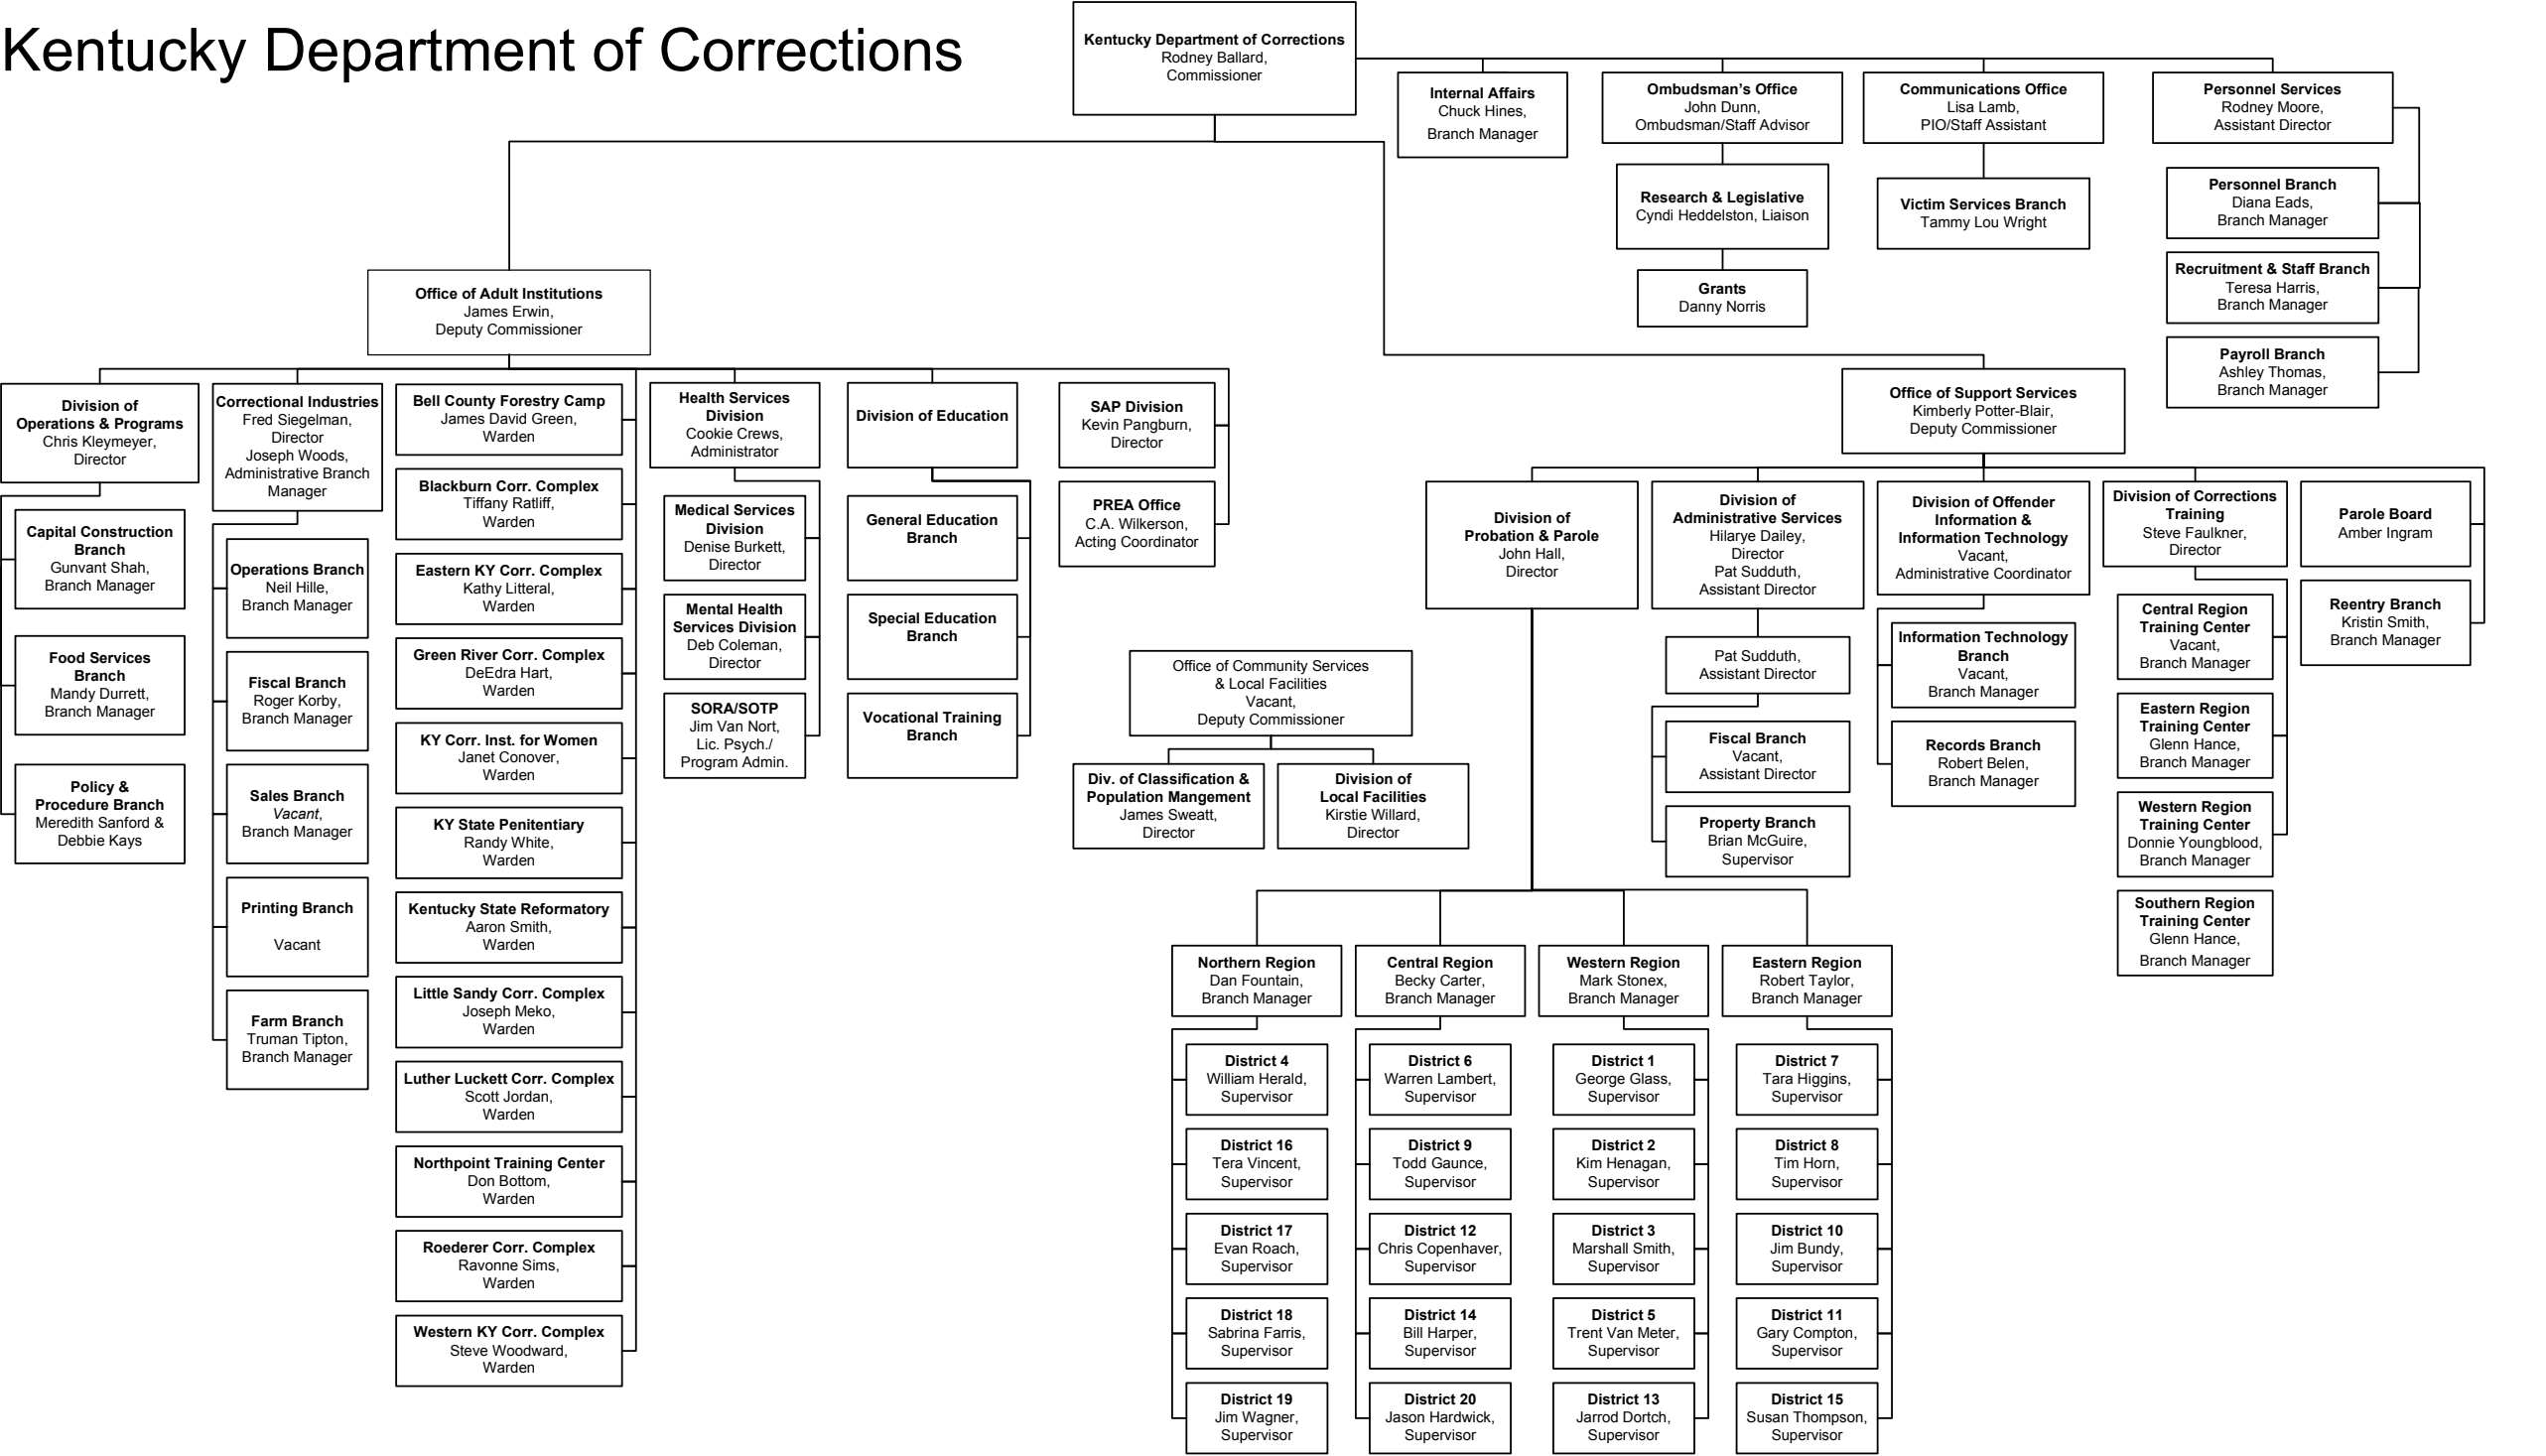 Kentucky Department of Corrections
Kentucky Department of Corrections
Rodney Ballard,
Commissioner
Internal Affairs
Chuck Hines,
Branch Manager
Ombudsman’s Office
John Dunn,
Ombudsman/Staff Advisor
Communications Office
Lisa Lamb,
PIO/Staff Assistant
Personnel Services
Rodney Moore,
Assistant Director
Research & Legislative
Cyndi Heddelston, Liaison
Grants
Danny Norris
Victim Services Branch
Tammy Lou Wright
Personnel Branch
Diana Eads,
Branch Manager
Recruitment & Staff Branch
Teresa Harris,
Branch Manager
Payroll Branch
Ashley Thomas,
Branch Manager
Office of Adult Institutions
James Erwin,
Deputy Commissioner
Division of
Operations & Programs
Chris Kleymeyer,
Director
Capital Construction
Branch
Gunvant Shah,
Branch Manager
Food Services
Branch
Mandy Durrett,
Branch Manager
Policy &
Procedure Branch
Meredith Sanford &
Debbie Kays
Correctional Industries
Fred Siegelman,
Director
Joseph Woods,
Administrative Branch
Manager
Operations Branch
Neil Hille,
Branch Manager
Fiscal Branch
Roger Korby,
Branch Manager
Sales Branch
Vacant,
Branch Manager
Printing Branch
Vacant
Farm Branch
Truman Tipton,
Branch Manager
Bell County Forestry Camp
James David Green,
Warden
Blackburn Corr. Complex
Tiffany Ratliff,
Warden
Eastern KY Corr. Complex
Kathy Litteral,
Warden
Green River Corr. Complex
DeEdra Hart,
Warden
KY Corr. Inst. for Women
Janet Conover,
Warden
KY State Penitentiary
Randy White,
Warden
Kentucky State Reformatory
Aaron Smith,
Warden
Little Sandy Corr. Complex
Joseph Meko,
Warden
Luther Luckett Corr. Complex
Scott Jordan,
Warden
Northpoint Training Center
Don Bottom,
Warden
Roederer Corr. Complex
Ravonne Sims,
Warden
Western KY Corr. Complex
Steve Woodward,
Warden
Health Services
Division
Cookie Crews,
Administrator
Medical Services
Division
Denise Burkett,
Director
Mental Health
Services Division
Deb Coleman,
Director
SORA/SOTP
Jim Van Nort,
Lic. Psych./
Program Admin.
Division of Education
General Education
Branch
Special Education
Branch
Vocational Training
Branch
SAP Division
Kevin Pangburn,
Director
PREA Office
C.A. Wilkerson,
Acting Coordinator
Office of Community Services
& Local Facilities
Vacant,
Deputy Commissioner
Div. of Classification &
Population Mangement
James Sweatt,
Director
Division of
Local Facilities
Kirstie Willard,
Director
Office of Support Services
Kimberly Potter-Blair,
Deputy Commissioner
Division of
Probation & Parole
John Hall,
Director
Division of
Administrative Services
Hilarye Dailey,
Director
Pat Sudduth,
Assistant Director
Pat Sudduth,
Assistant Director
Fiscal Branch
Vacant,
Assistant Director
Property Branch
Brian McGuire,
Supervisor
Division of Offender
Information &
Information Technology
Vacant,
Administrative Coordinator
Information Technology
Branch
Vacant,
Branch Manager
Records Branch
Robert Belen,
Branch Manager
Division of Corrections
Training
Steve Faulkner,
Director
Central Region
Training Center
Vacant,
Branch Manager
Eastern Region
Training Center
Glenn Hance,
Branch Manager
Western Region
Training Center
Donnie Youngblood,
Branch Manager
Southern Region
Training Center
Glenn Hance,
Branch Manager
Parole Board
Amber Ingram
Reentry Branch
Kristin Smith,
Branch Manager
Northern Region
Dan Fountain,
Branch Manager
District 4
William Herald,
Supervisor
District 16
Tera Vincent,
Supervisor
District 17
Evan Roach,
Supervisor
District 18
Sabrina Farris,
Supervisor
District 19
Jim Wagner,
Supervisor
Central Region
Becky Carter,
Branch Manager
District 6
Warren Lambert,
Supervisor
District 9
Todd Gaunce,
Supervisor
District 12
Chris Copenhaver,
Supervisor
District 14
Bill Harper,
Supervisor
District 20
Jason Hardwick,
Supervisor
Western Region
Mark Stonex,
Branch Manager
District 1
George Glass,
Supervisor
District 2
Kim Henagan,
Supervisor
District 3
Marshall Smith,
Supervisor
District 5
Trent Van Meter,
Supervisor
District 13
Jarrod Dortch,
Supervisor
Eastern Region
Robert Taylor,
Branch Manager
District 7
Tara Higgins,
Supervisor
District 8
Tim Horn,
Supervisor
District 10
Jim Bundy,
Supervisor
District 11
Gary Compton,
Supervisor
District 15
Susan Thompson,
Supervisor